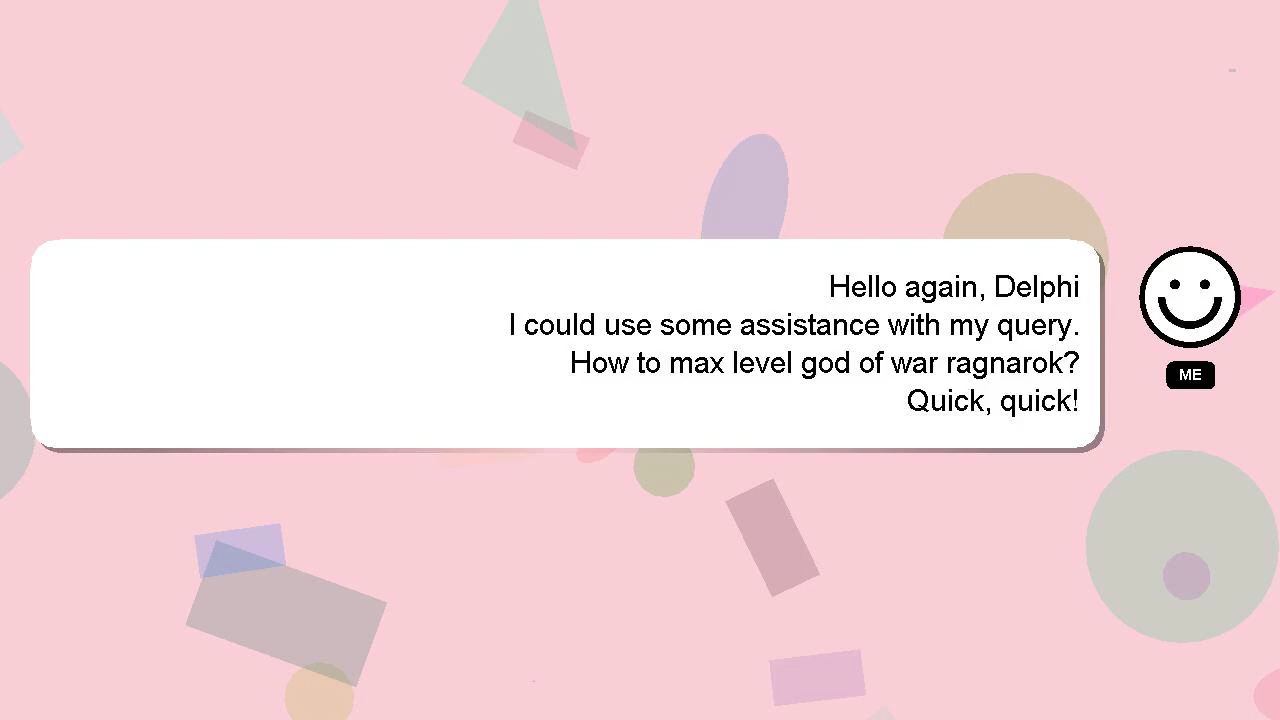 Hello again, Delphi
I could use some assistance with my query.
How to max level god of war ragnarok?
Quick, quick!
ME